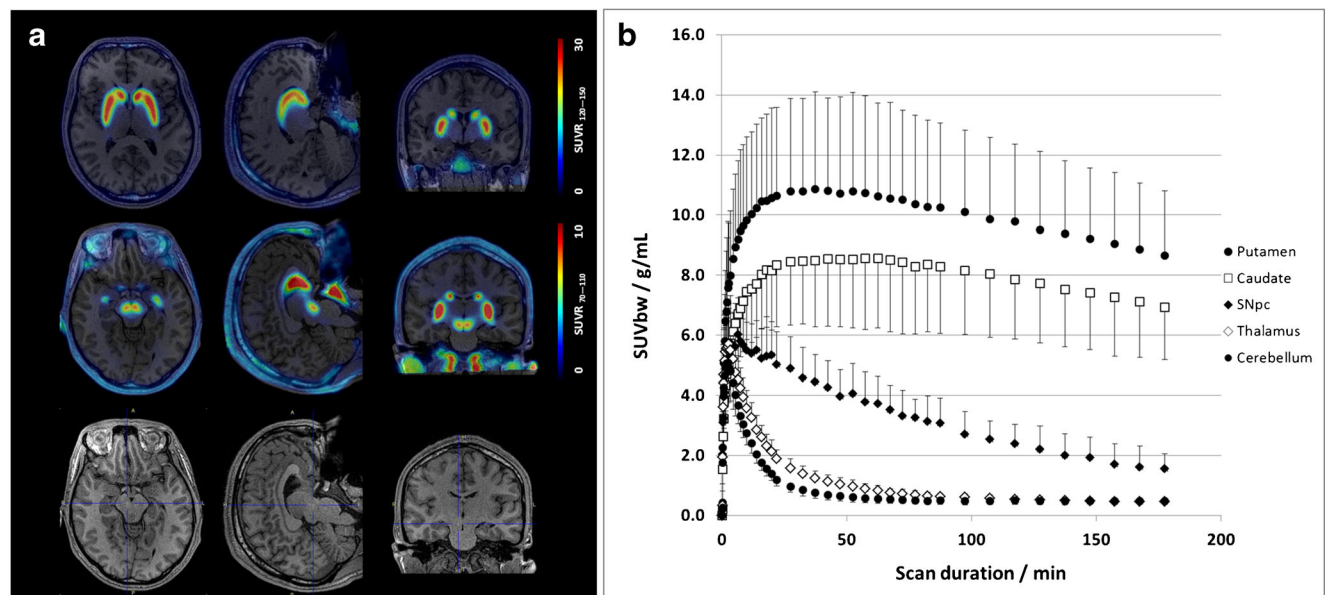 a
30
SUVR 120–150
0
10
SUVR 70–110
0
A
A
b
16.0
14.0
12.0
10.0
8.0
6.0
4.0
2.0
0.0
SUVbw / g/mL
0
50
100
150
200
Scan duration / min
Putamen
Caudate
SNpc
Thalamus
Cerebellum